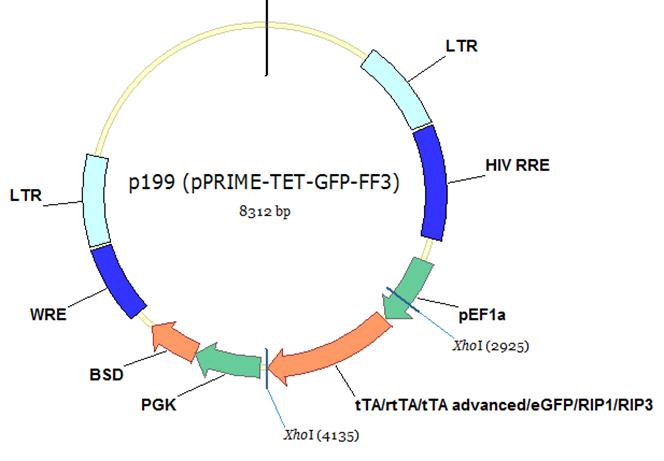 LTR
HIV RRE
p199 (pPRIME-TET-GFP-FF3)
8312 bp
LTR
WRE
pEF1a
XhoI (2925)
BSD
PGK
tTA/rtTA/tTA advanced/eGFP/RIP1/RIP3
XhoI (4135)